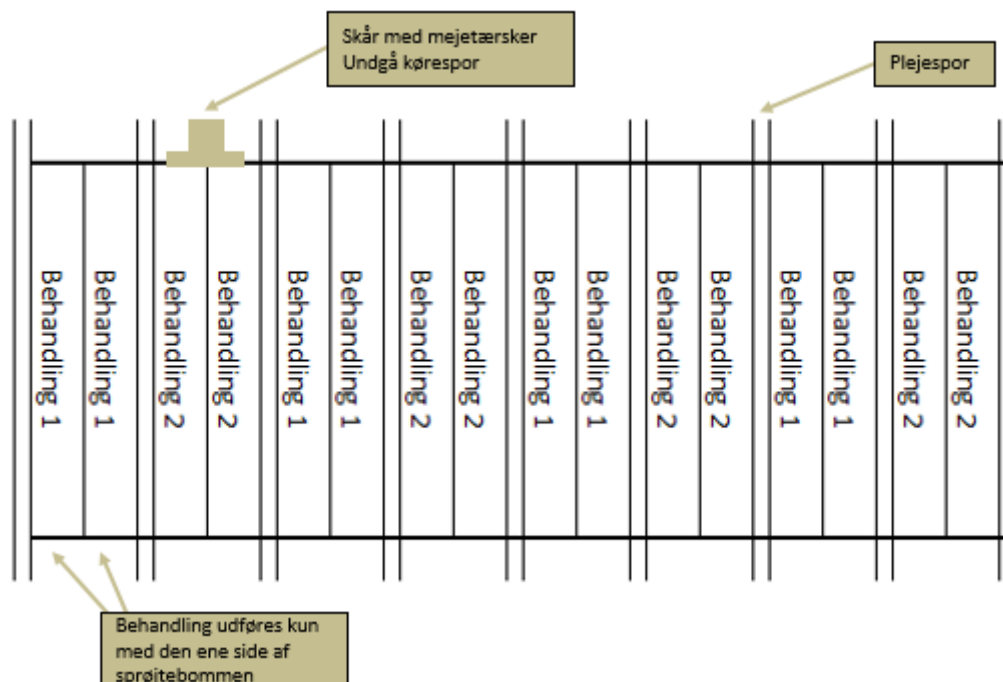 Skår med mejetærsker
Undgå kørespor
Plejespor
Behandling 1
Behandling 1
Behandling 2
Behandling 2
Behandling 1
Behandling 1
Behandling 2
Behandling 2
Behandling 1
Behandling 1
Behandling 2
Behandling 2
Behandling 1
Behandling 1
Behandling 2
Behandling 2
Behandling udføres kun
med den ene side af
sprøjtebommen